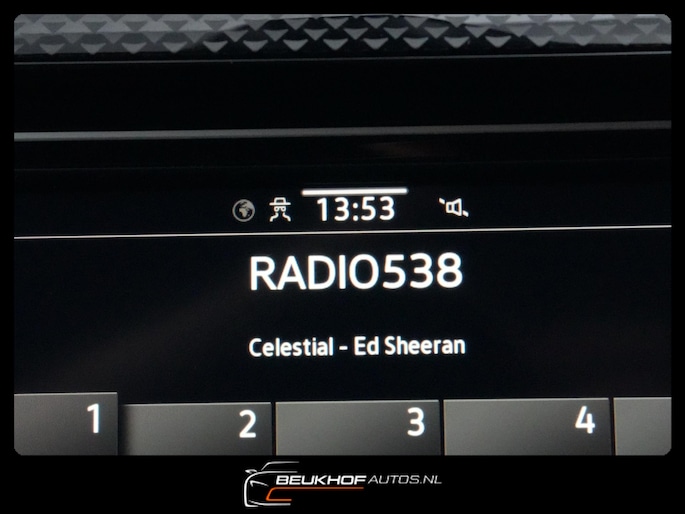 13:53
RADIO538
Celestial - Ed Sheeran
1 2 3 4
BEUKHOFAUTOS.NL